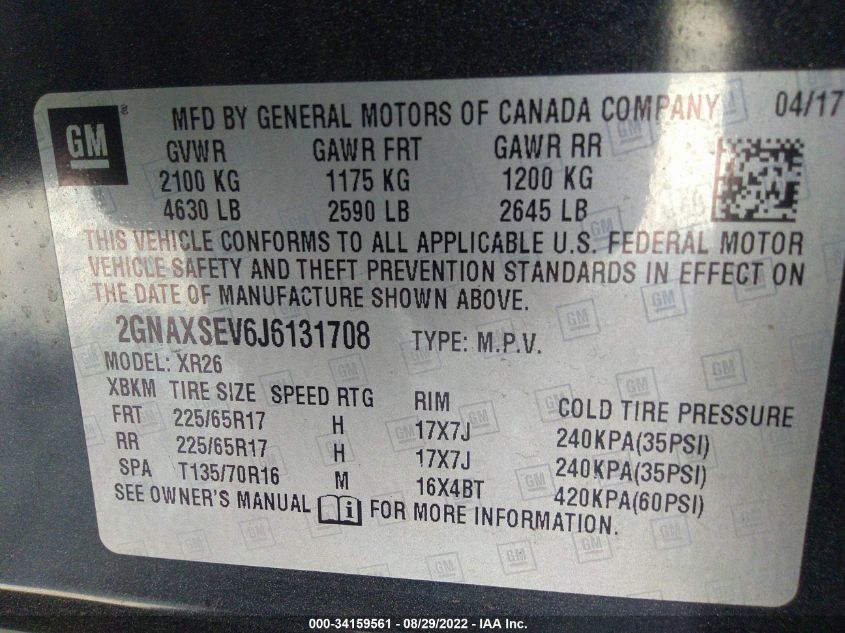 GM ®
MFD BY GENERAL MOTORS OF CANADA COMPANY 04/17
GVWR GAWR FRT GAWR RR
2100 KG 1175 KG 1200 KG
4630 LB 2590 LB 2645 LB
THIS VEHICLE CONFORMS TO ALL APPLICABLE U.S. FEDERAL MOTOR
VEHICLE SAFETY AND THEFT PREVENTION STANDARDS IN EFFECT ON
THE DATE OF MANUFACTURE SHOWN ABOVE.
2GNAXSEV6J6131708 TYPE: M.P.V.
MODEL: XR26
XBKM TIRE SIZE SPEED RTG RIM COLD TIRE PRESSURE
FRT 225/65R17 H 17X7J 240KPA(35PSI)
RR 225/65R17 H 17X7J 240KPA(35PSI)
SPA T135/70R16 M 16X4BT 420KPA(60PSI)
SEE OWNER'S MANUAL i FOR MORE INFORMATION.
000-34159561 - 08/29/2022 - IAA Inc.